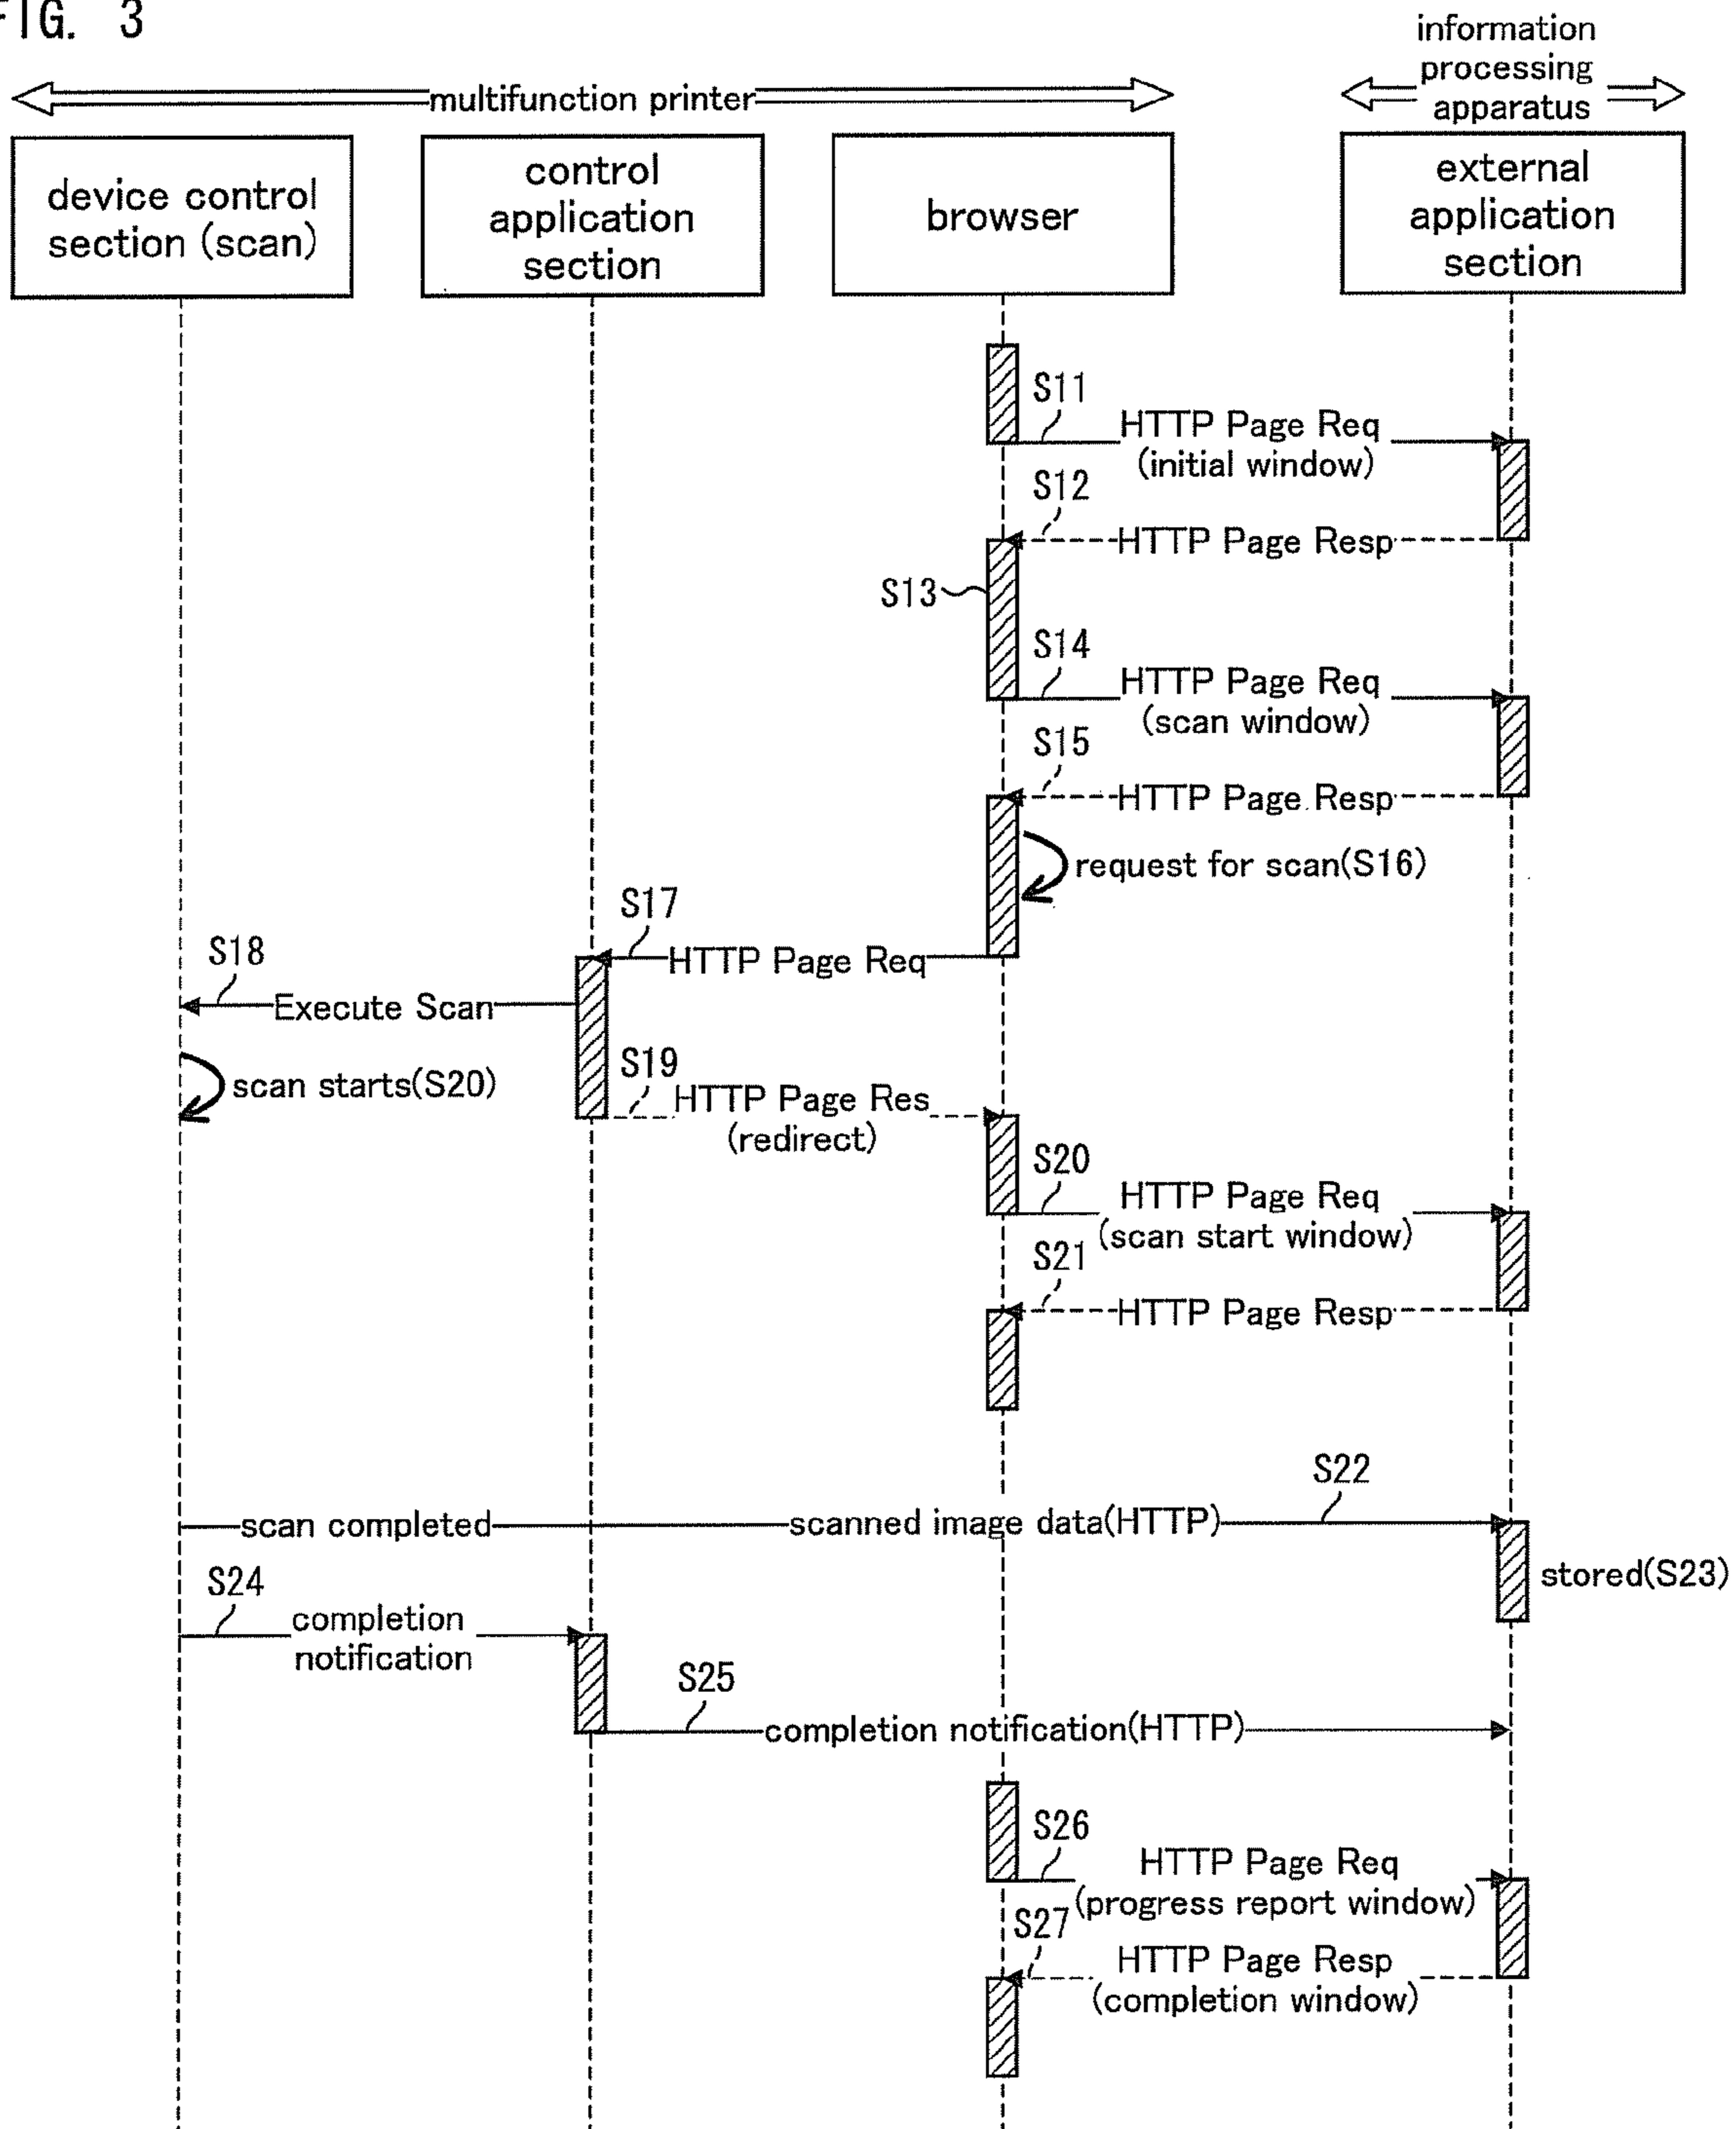 FIG. 3
information
processing
apparatus
multifunction printer
device control
section (scan)
control
application
section
browser
external
application
section
S11
HTTP Page Req
(initial window)
S12
HTTP Page Resp
S13
S14
HTTP Page Req
(scan window)
S15
HTTP Page Resp
request for scan(S16)
S17
HTTP Page Req
S18
Execute Scan
scan starts(S20)
S19
HTTP Page Res
(redirect)
S20
HTTP Page Req
(scan start window)
S21
HTTP Page Resp
S22
scan completed
scanned image data(HTTP)
stored(S23)
S24
completion
notification
S25
completion notification(HTTP)
S26
HTTP Page Req
(progress report window)
S27
HTTP Page Resp
(completion window)